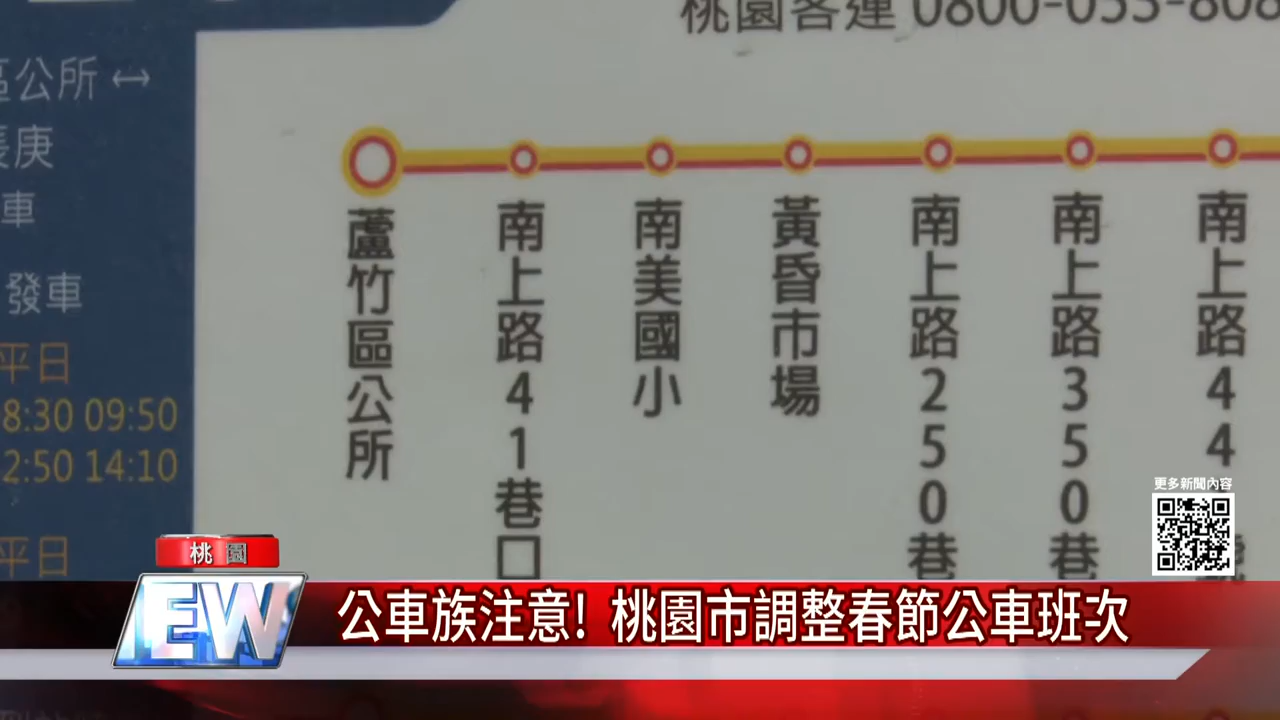 桃園客運 0800-053-808
區公所↔
長庚
車
發車
平日
8:30 09:50
2:50 14:10
平日
蘆竹區公所
南上路41巷口
南美國小
黃昏市場
南上路250巷
南上路350巷
南上路44
更多新聞內容
桃園
EW
公車族注意! 桃園市調整春節公車班次